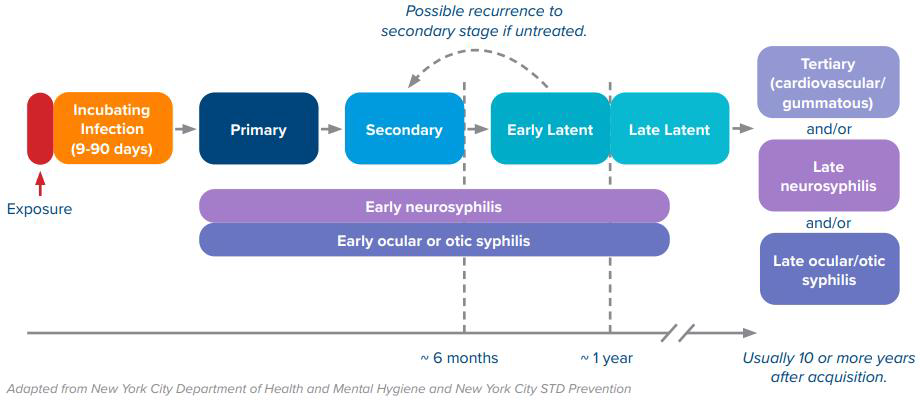 Possible recurrence to
secondary stage if untreated.
Incubating
Infection
(9-90 days)
Primary
Secondary
Early Latent
Late Latent
Tertiary
(cardiovascular/
gummatous)
and/or
Late
neurosyphilis
and/or
Late ocular/otic
syphilis
Exposure
Early neurosyphilis
Early ocular or otic syphilis
~ 6 months
~ 1 year
Usually 10 or more years
after acquisition.
Adapted from New York City Department of Health and Mental Hygiene and New York City STD Prevention